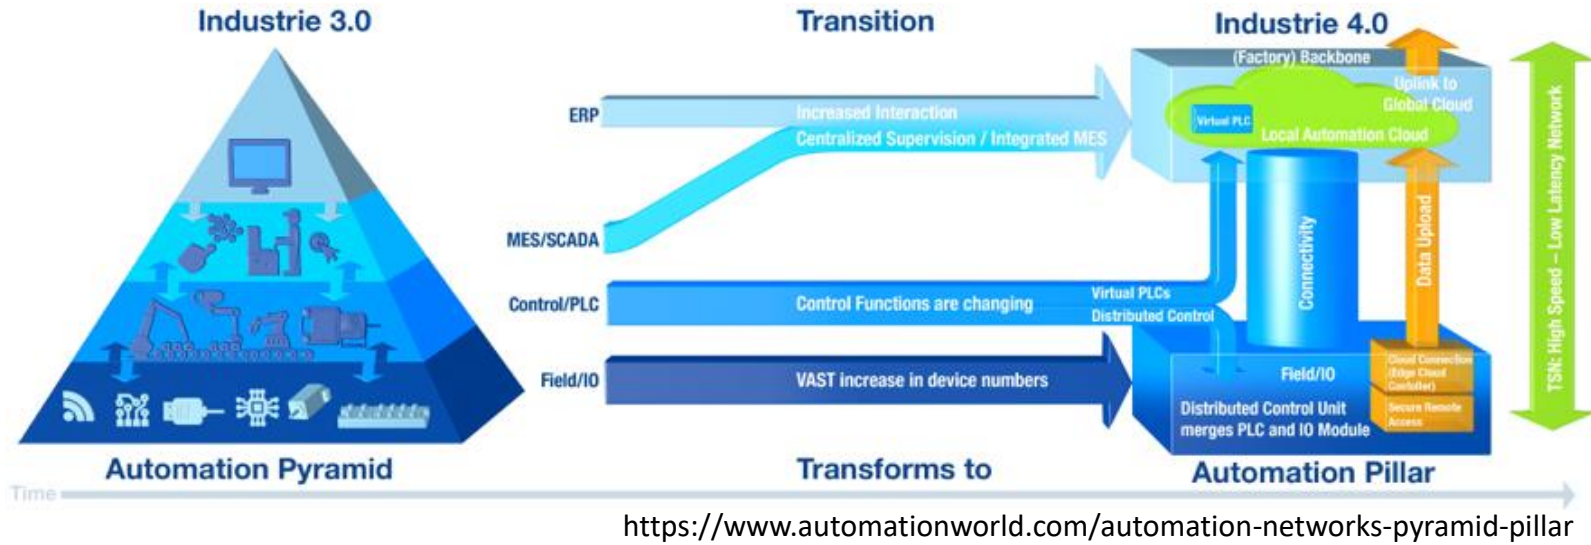 Industrie 3.0
Transition
Industrie 4.0
(Factory) Backbone
Uplink to
Global Cloud
Virtual PLC
Local Automation Cloud
ERP
Increased Interaction
Centralized Supervision / Integrated MES
MES/SCADA
Control/PLC
Control Functions are changing
Virtual PLCs
Distributed Control
Field/IO
VAST increase in device numbers
Connectivity
Data Upload
Field/IO
Distributed Control Unit
merges PLC and IO Module
Cloud Connection
(Edge Cloud
Contoller)
Secure Remote
Access
TSN: High Speed – Low Latency Network
Automation Pyramid
Transforms to
Automation Pillar
Time
https://www.automationworld.com/automation-networks-pyramid-pillar